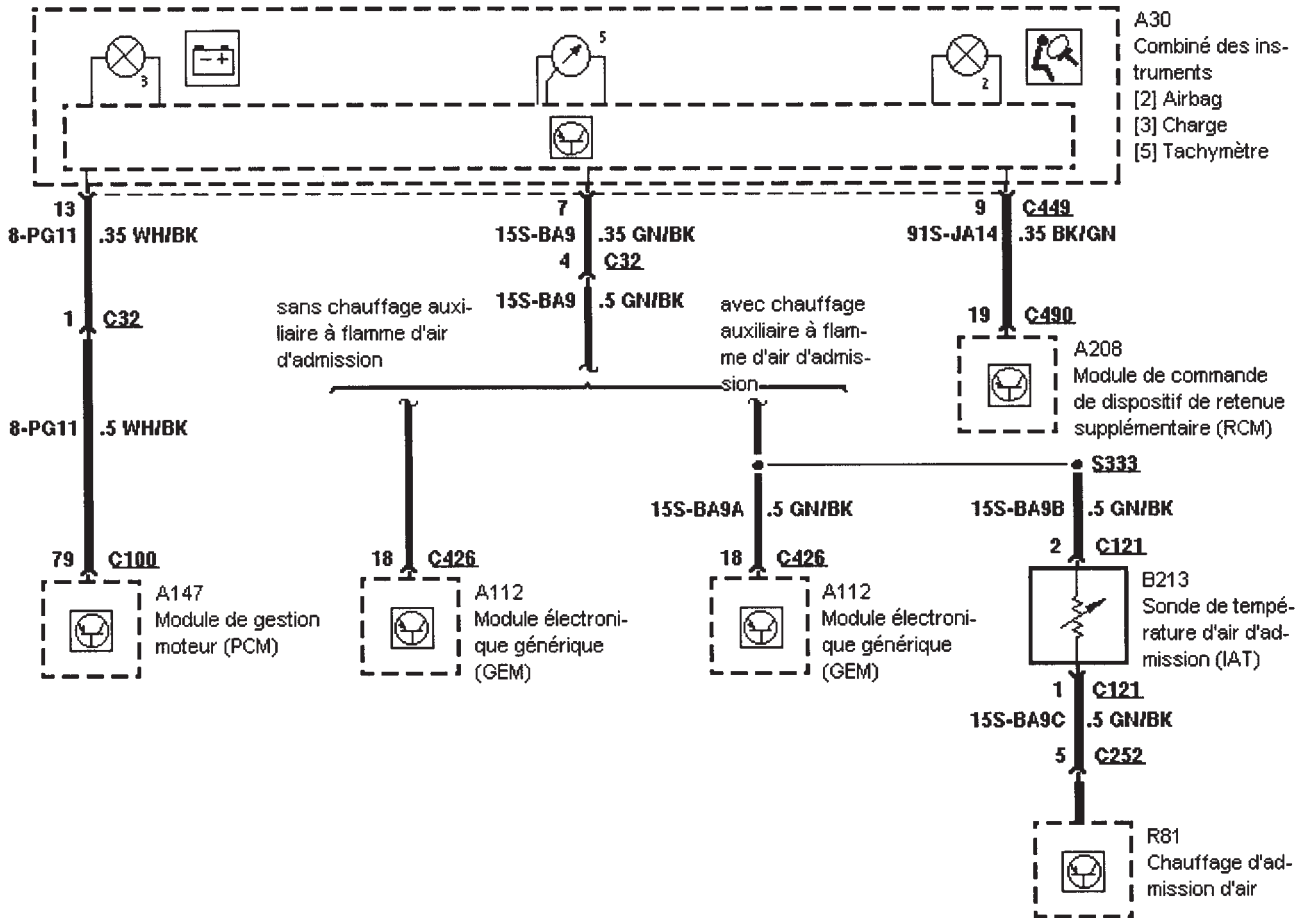 A30
Combiné des ins-
truments
[2] Airbag
[3] Charge
[5] Tachymètre
3
- +
5
2
13
8-PG11 .35 WH/BK
7
15S-BA9 .35 GN/BK
9 C449
91S-JA14 .35 BK/GN
4 C32
15S-BA9 .5 GN/BK
1 C32
sans chauffage auxi-
liaire à flamme d'air
d'admission
avec chauffage
auxiliaire à flam-
me d'air d'admis-
sion
19 C490
A208
Module de commande
de dispositif de retenue
supplémentaire (RCM)
8-PG11 .5 WH/BK
S333
15S-BA9A .5 GN/BK
15S-BA9B .5 GN/BK
79 C100
18 C426
18 C426
2 C121
A147
Module de gestion
moteur (PCM)
A112
Module électroni-
que générique
(GEM)
A112
Module électroni-
que générique
(GEM)
B213
Sonde de tempé-
rature d'air d'ad-
mission (IAT)
1 C121
15S-BA9C .5 GN/BK
5 C252
R81
Chauffage d'ad-
mission d'air